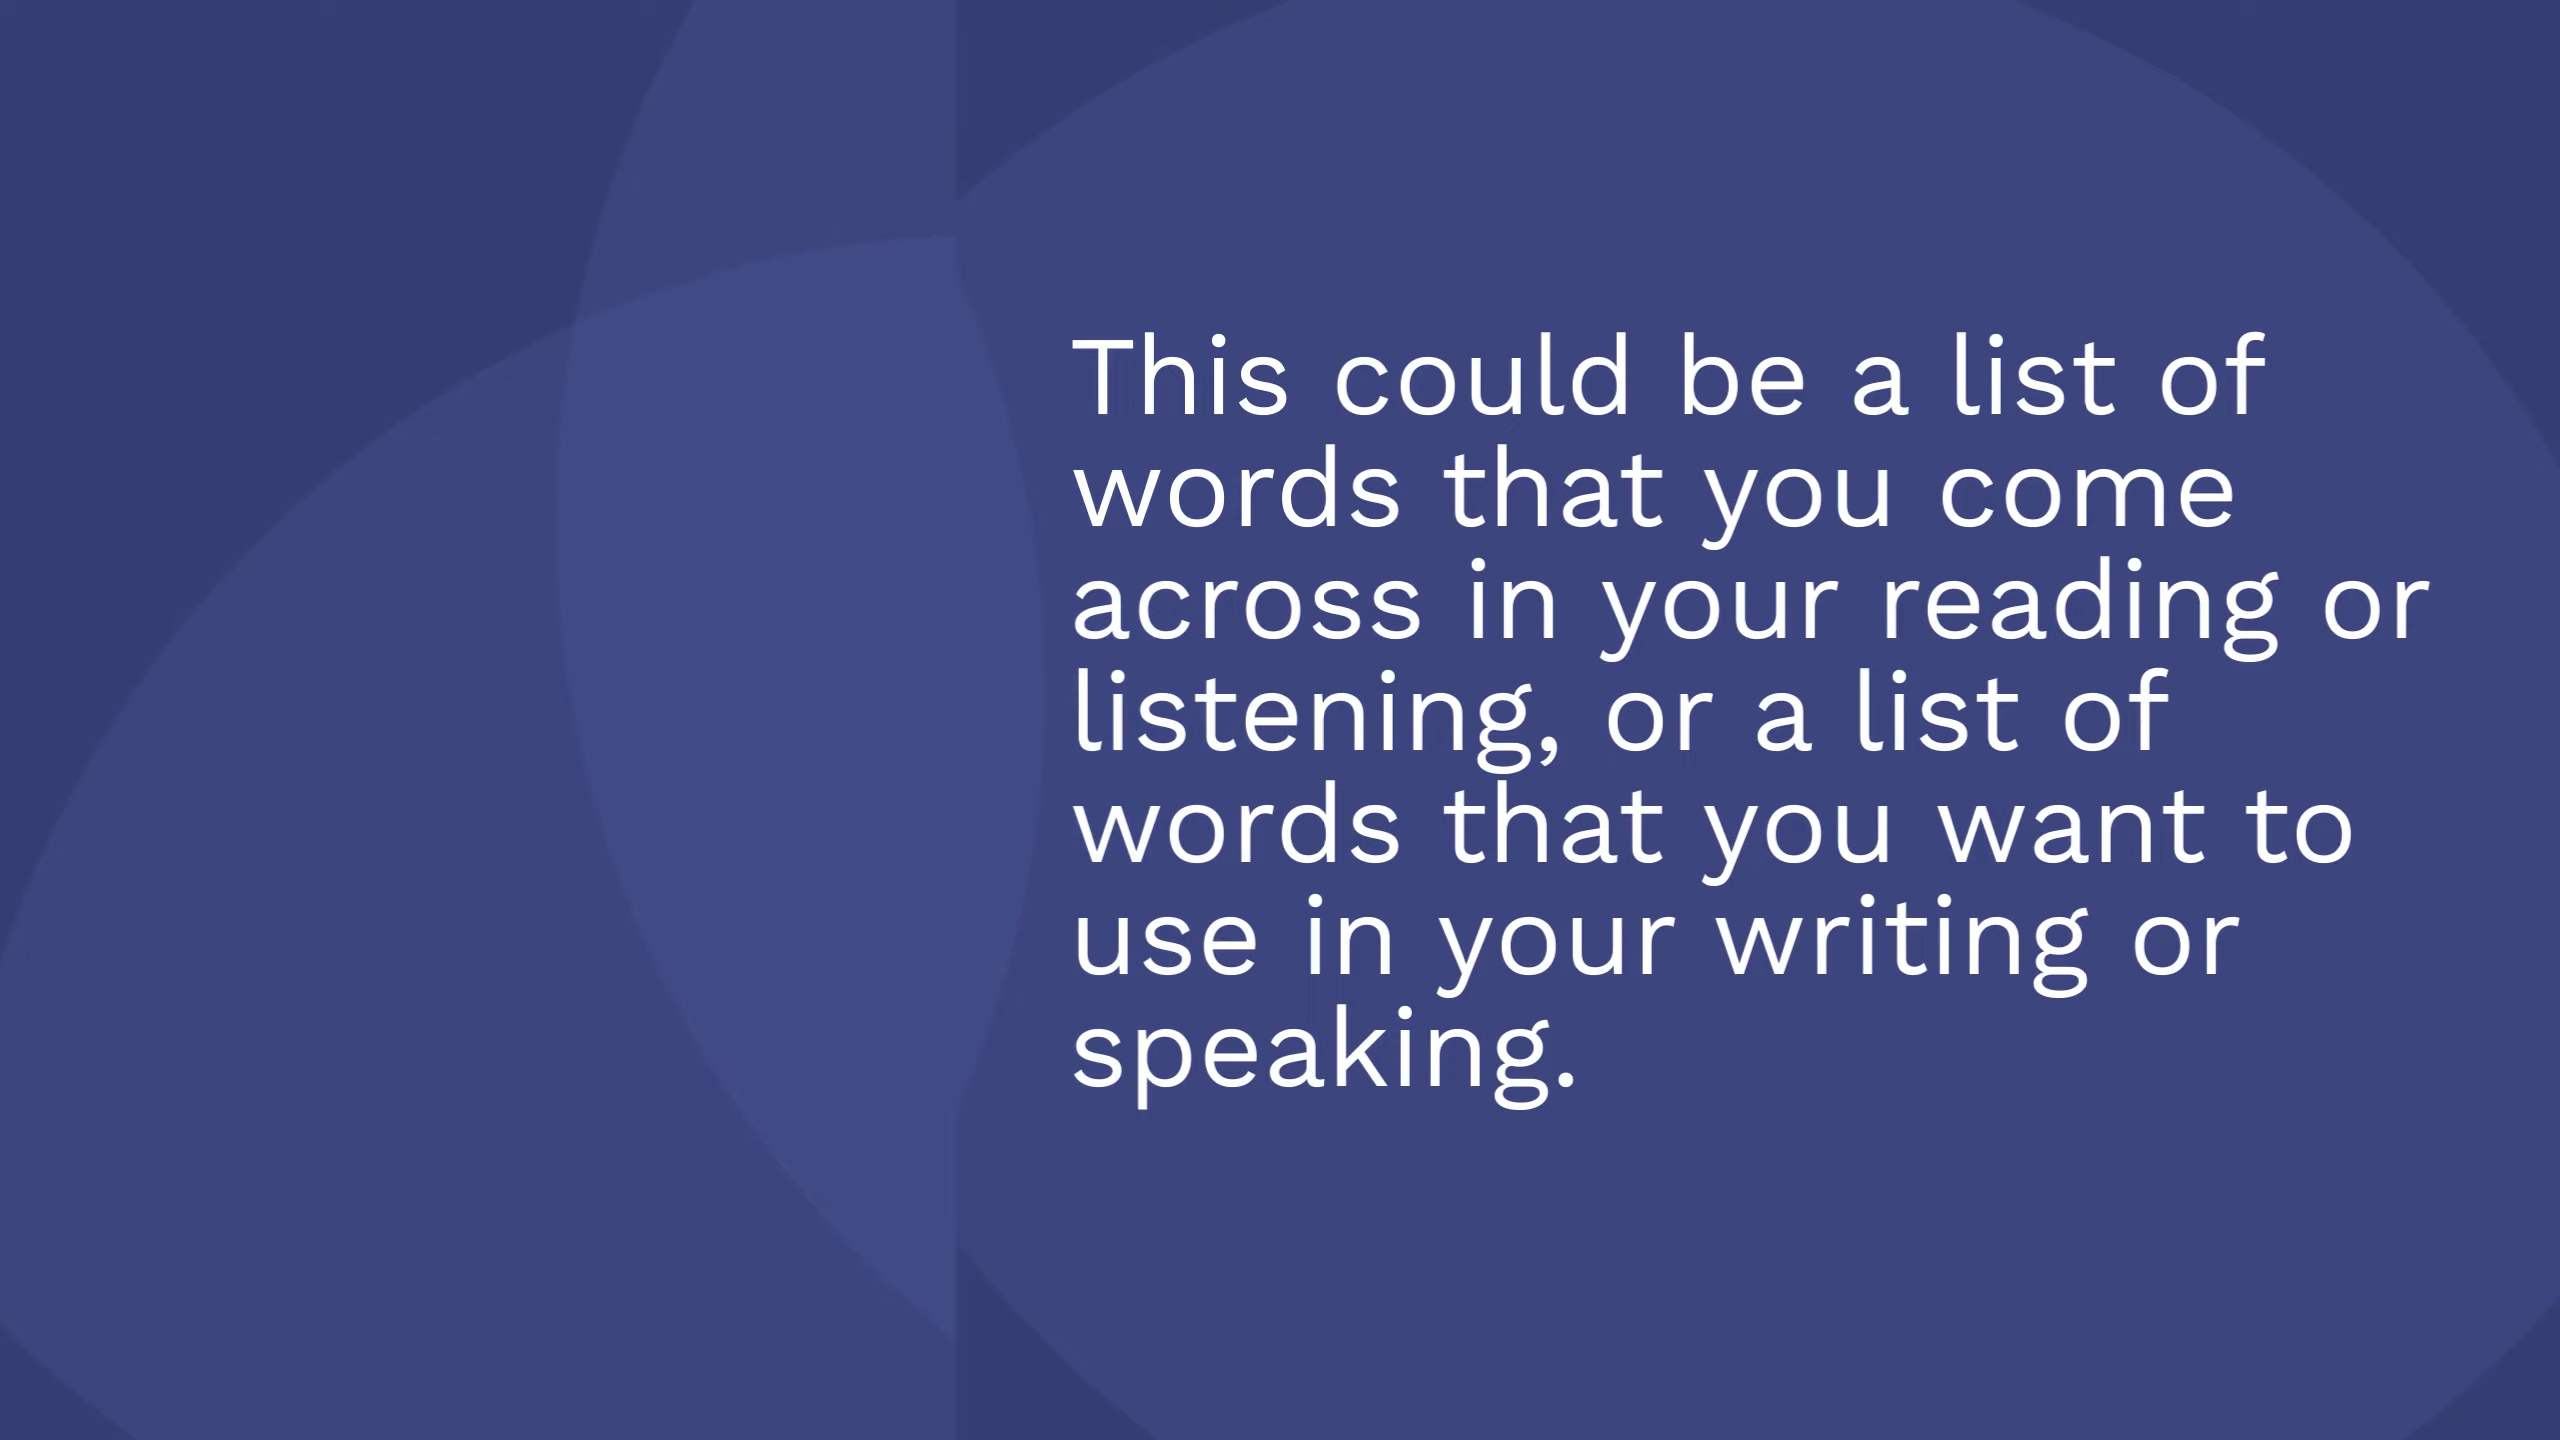 This could be a list of
words that you come
across in your reading or
listening, or a list of
words that you want to
use in your writing or
speaking.